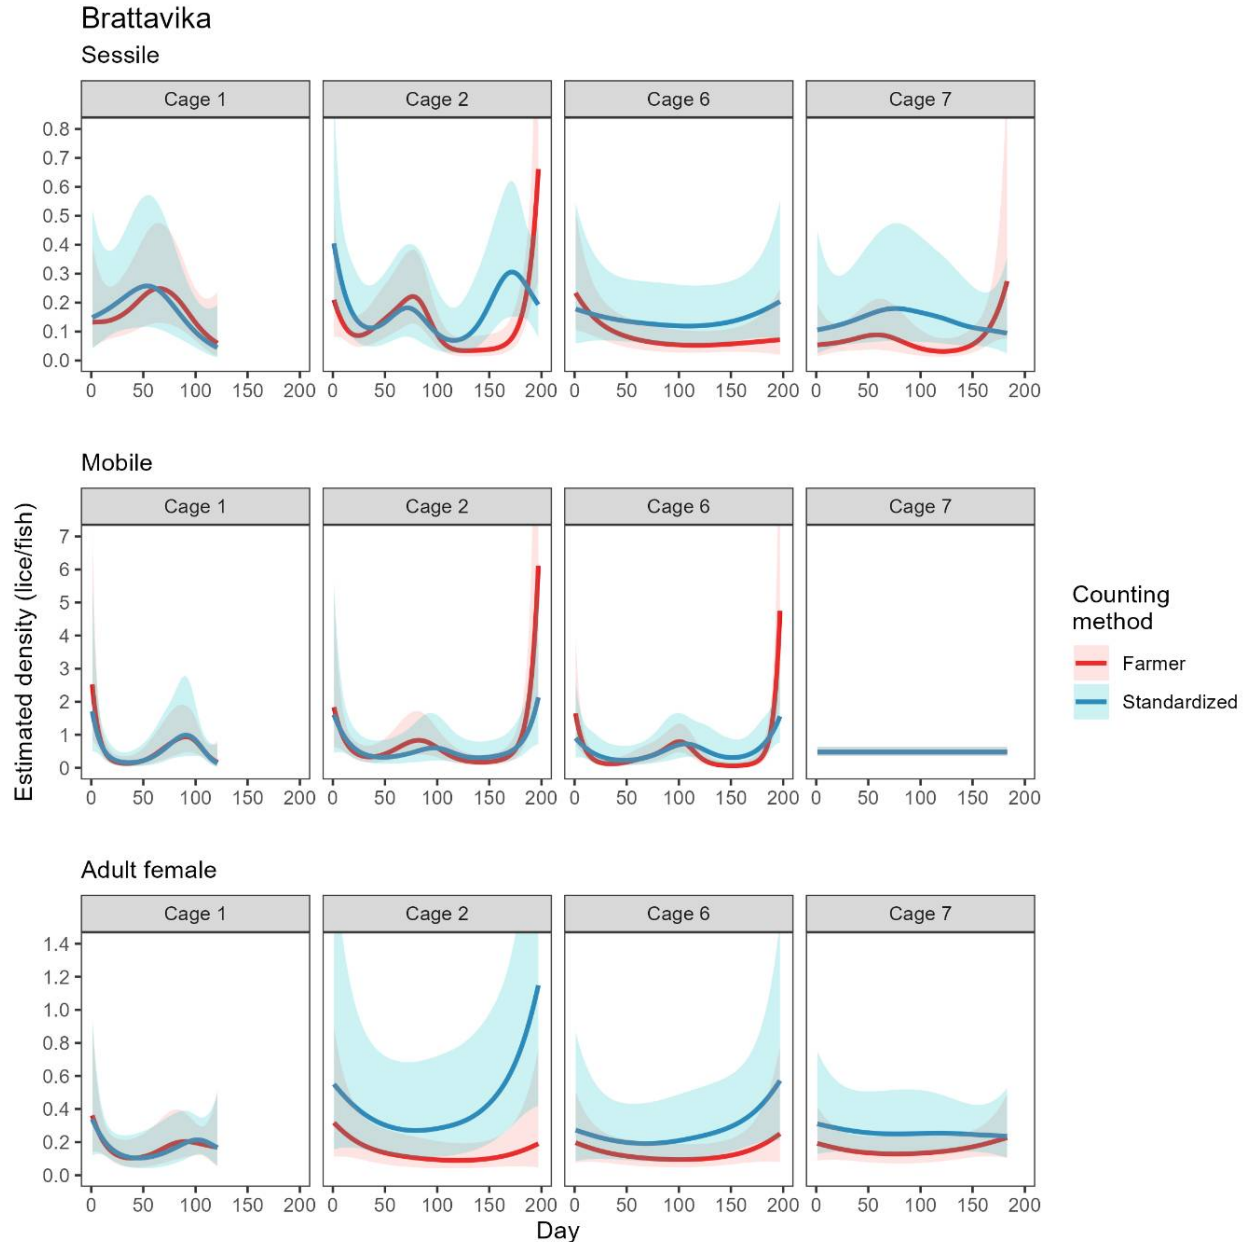 Brattavika
Sessile
Cage 1 Cage 2 Cage 6 Cage 7
0.8
0.7
0.6
0.5
0.4
0.3
0.2
0.1
0.0
0 50 100 150 200 0 50 100 150 200 0 50 100 150 200 0 50 100 150 200
Mobile
Cage 1 Cage 2 Cage 6 Cage 7
7
6
5
4
3
2
1
0
0 50 100 150 200 0 50 100 150 200 0 50 100 150 200 0 50 100 150 200
Estimated density (lice/fish)
Counting
method
Farmer
Standardized
Adult female
Cage 1 Cage 2 Cage 6 Cage 7
1.4
1.2
1.0
0.8
0.6
0.4
0.2
0.0
0 50 100 150 200 0 50 100 150 200 0 50 100 150 200 0 50 100 150 200
Day